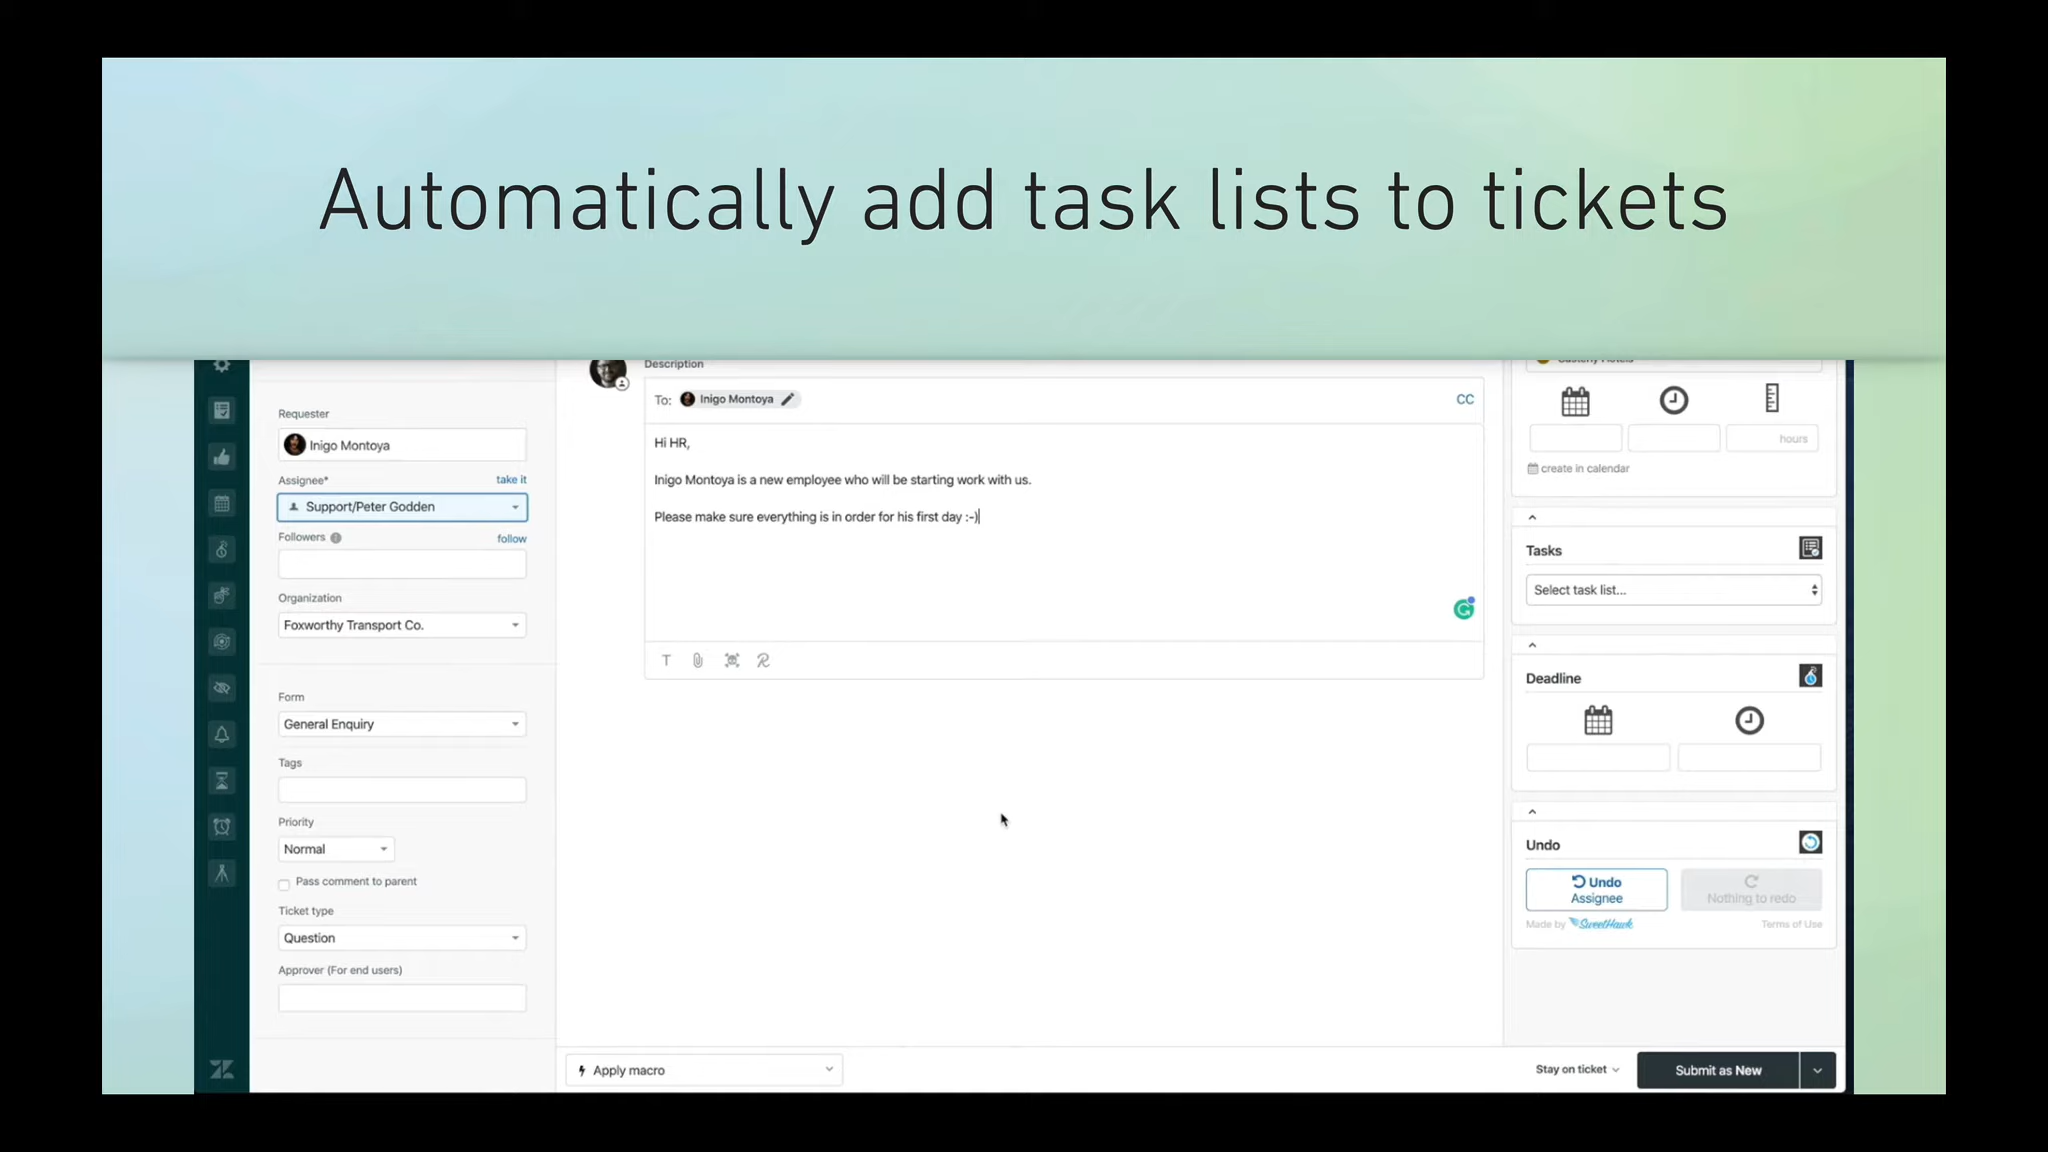 Automatically add task lists to tickets
Description
Requester
Inigo Montoya
Assignee*
take it
Support/Peter Godden
Followers
follow
Organization
Foxworthy Transport Co.
Form
General Enquiry
Tags
Priority
Normal
Pass comment to parent
Ticket type
Question
Approver (For end users)
To: Inigo Montoya
CC
Hi HR,
Inigo Montoya is a new employee who will be starting work with us.
Please make sure everything is in order for his first day :-)
Apply macro
hours
create in calendar
Tasks
Select task list...
Deadline
Undo
Undo
Assignee
Nothing to redo
Made by SweetHawk
Terms of Use
Stay on ticket
Submit as New